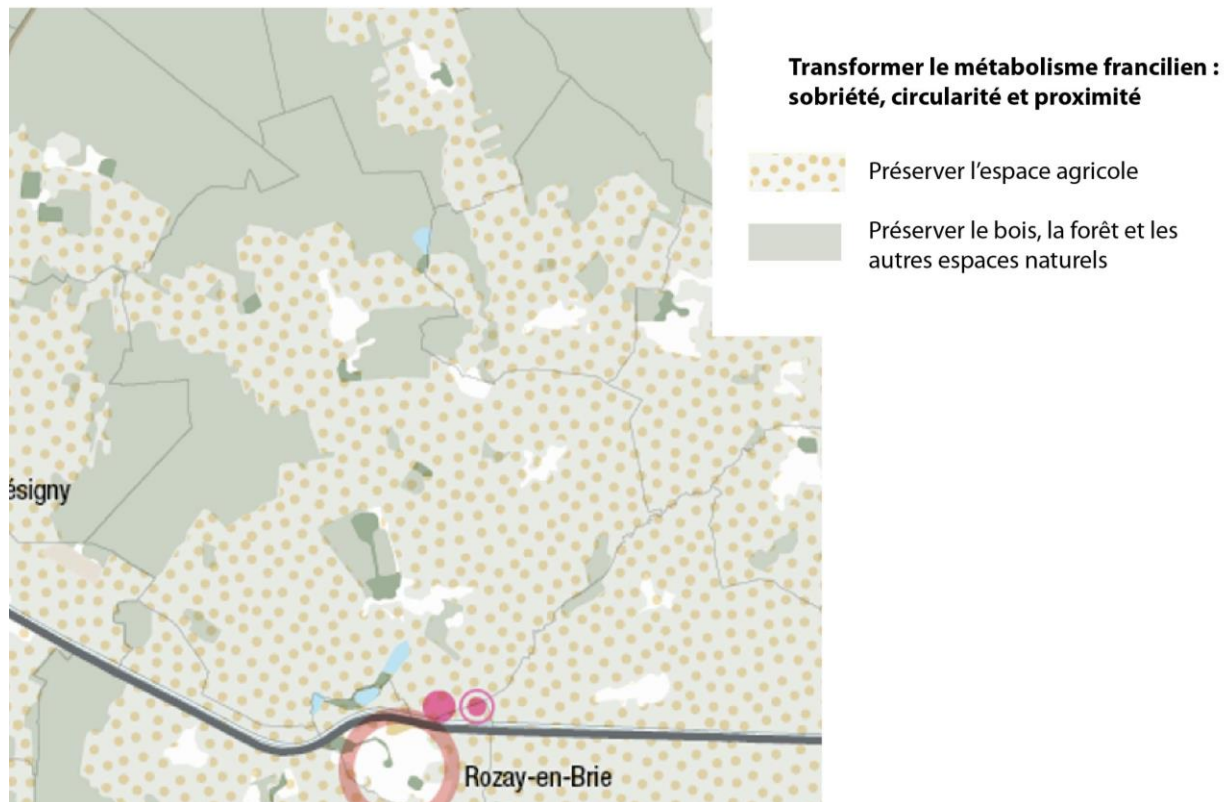 Transformer le métabolisme francilien :
sobriété, circularité et proximité
Préserver l'espace agricole
Préserver le bois, la forêt et les
autres espaces naturels
ésigny
Rozay-en-Brie